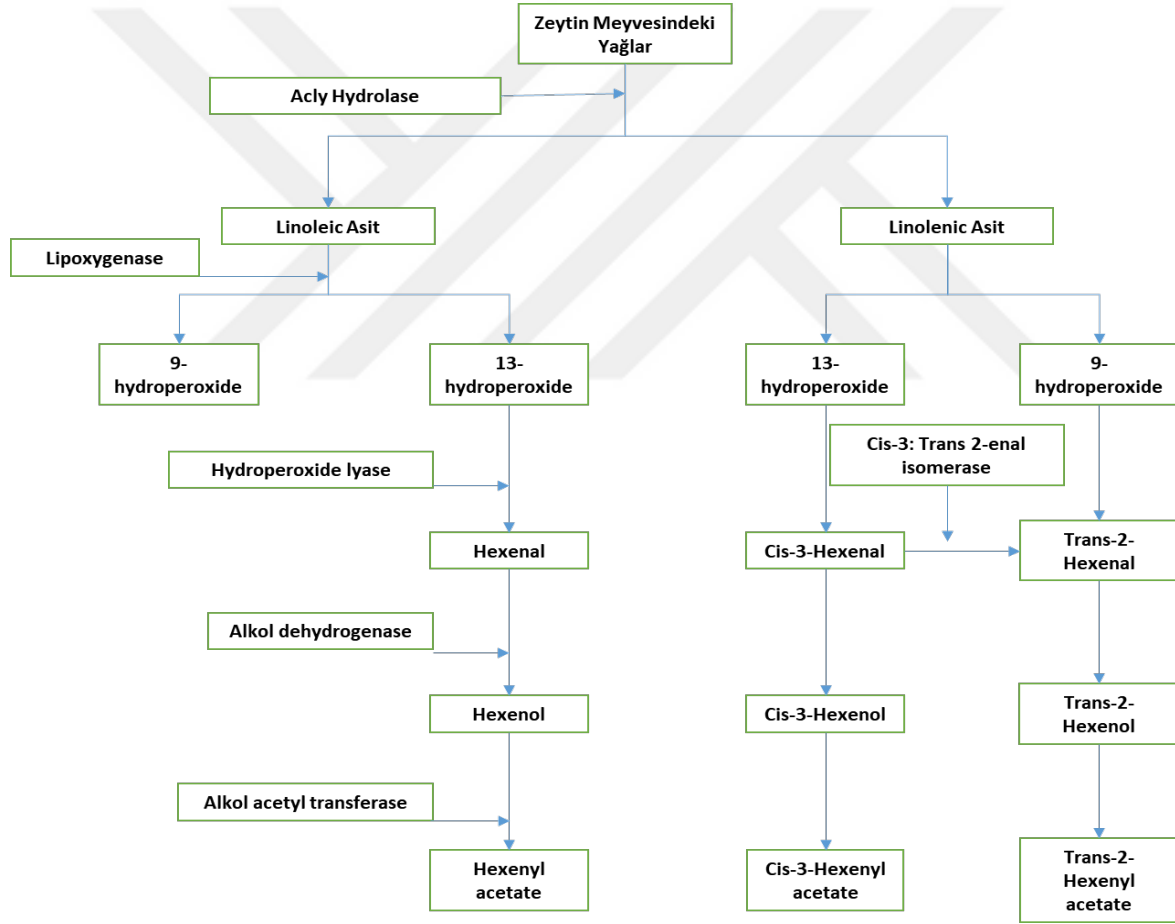 Zeytin Meyvesindeki
Yağlar
Acly Hydrolase
Linoleic Asit
Linolenic Asit
Lipoxygenase
9-
hydroperoxide
13-
hydroperoxide
13-
hydroperoxide
9-
hydroperoxide
Cis-3: Trans 2-enal
isomerase
Hydroperoxide lyase
Hexenal
Cis-3-Hexenal
Trans-2-
Hexenal
Alkol dehydrogenase
Hexenol
Cis-3-Hexenol
Trans-2-
Hexenol
Alkol acetyl transferase
Hexenyl
acetate
Cis-3-Hexenyl
acetate
Trans-2-
Hexenyl
acetate